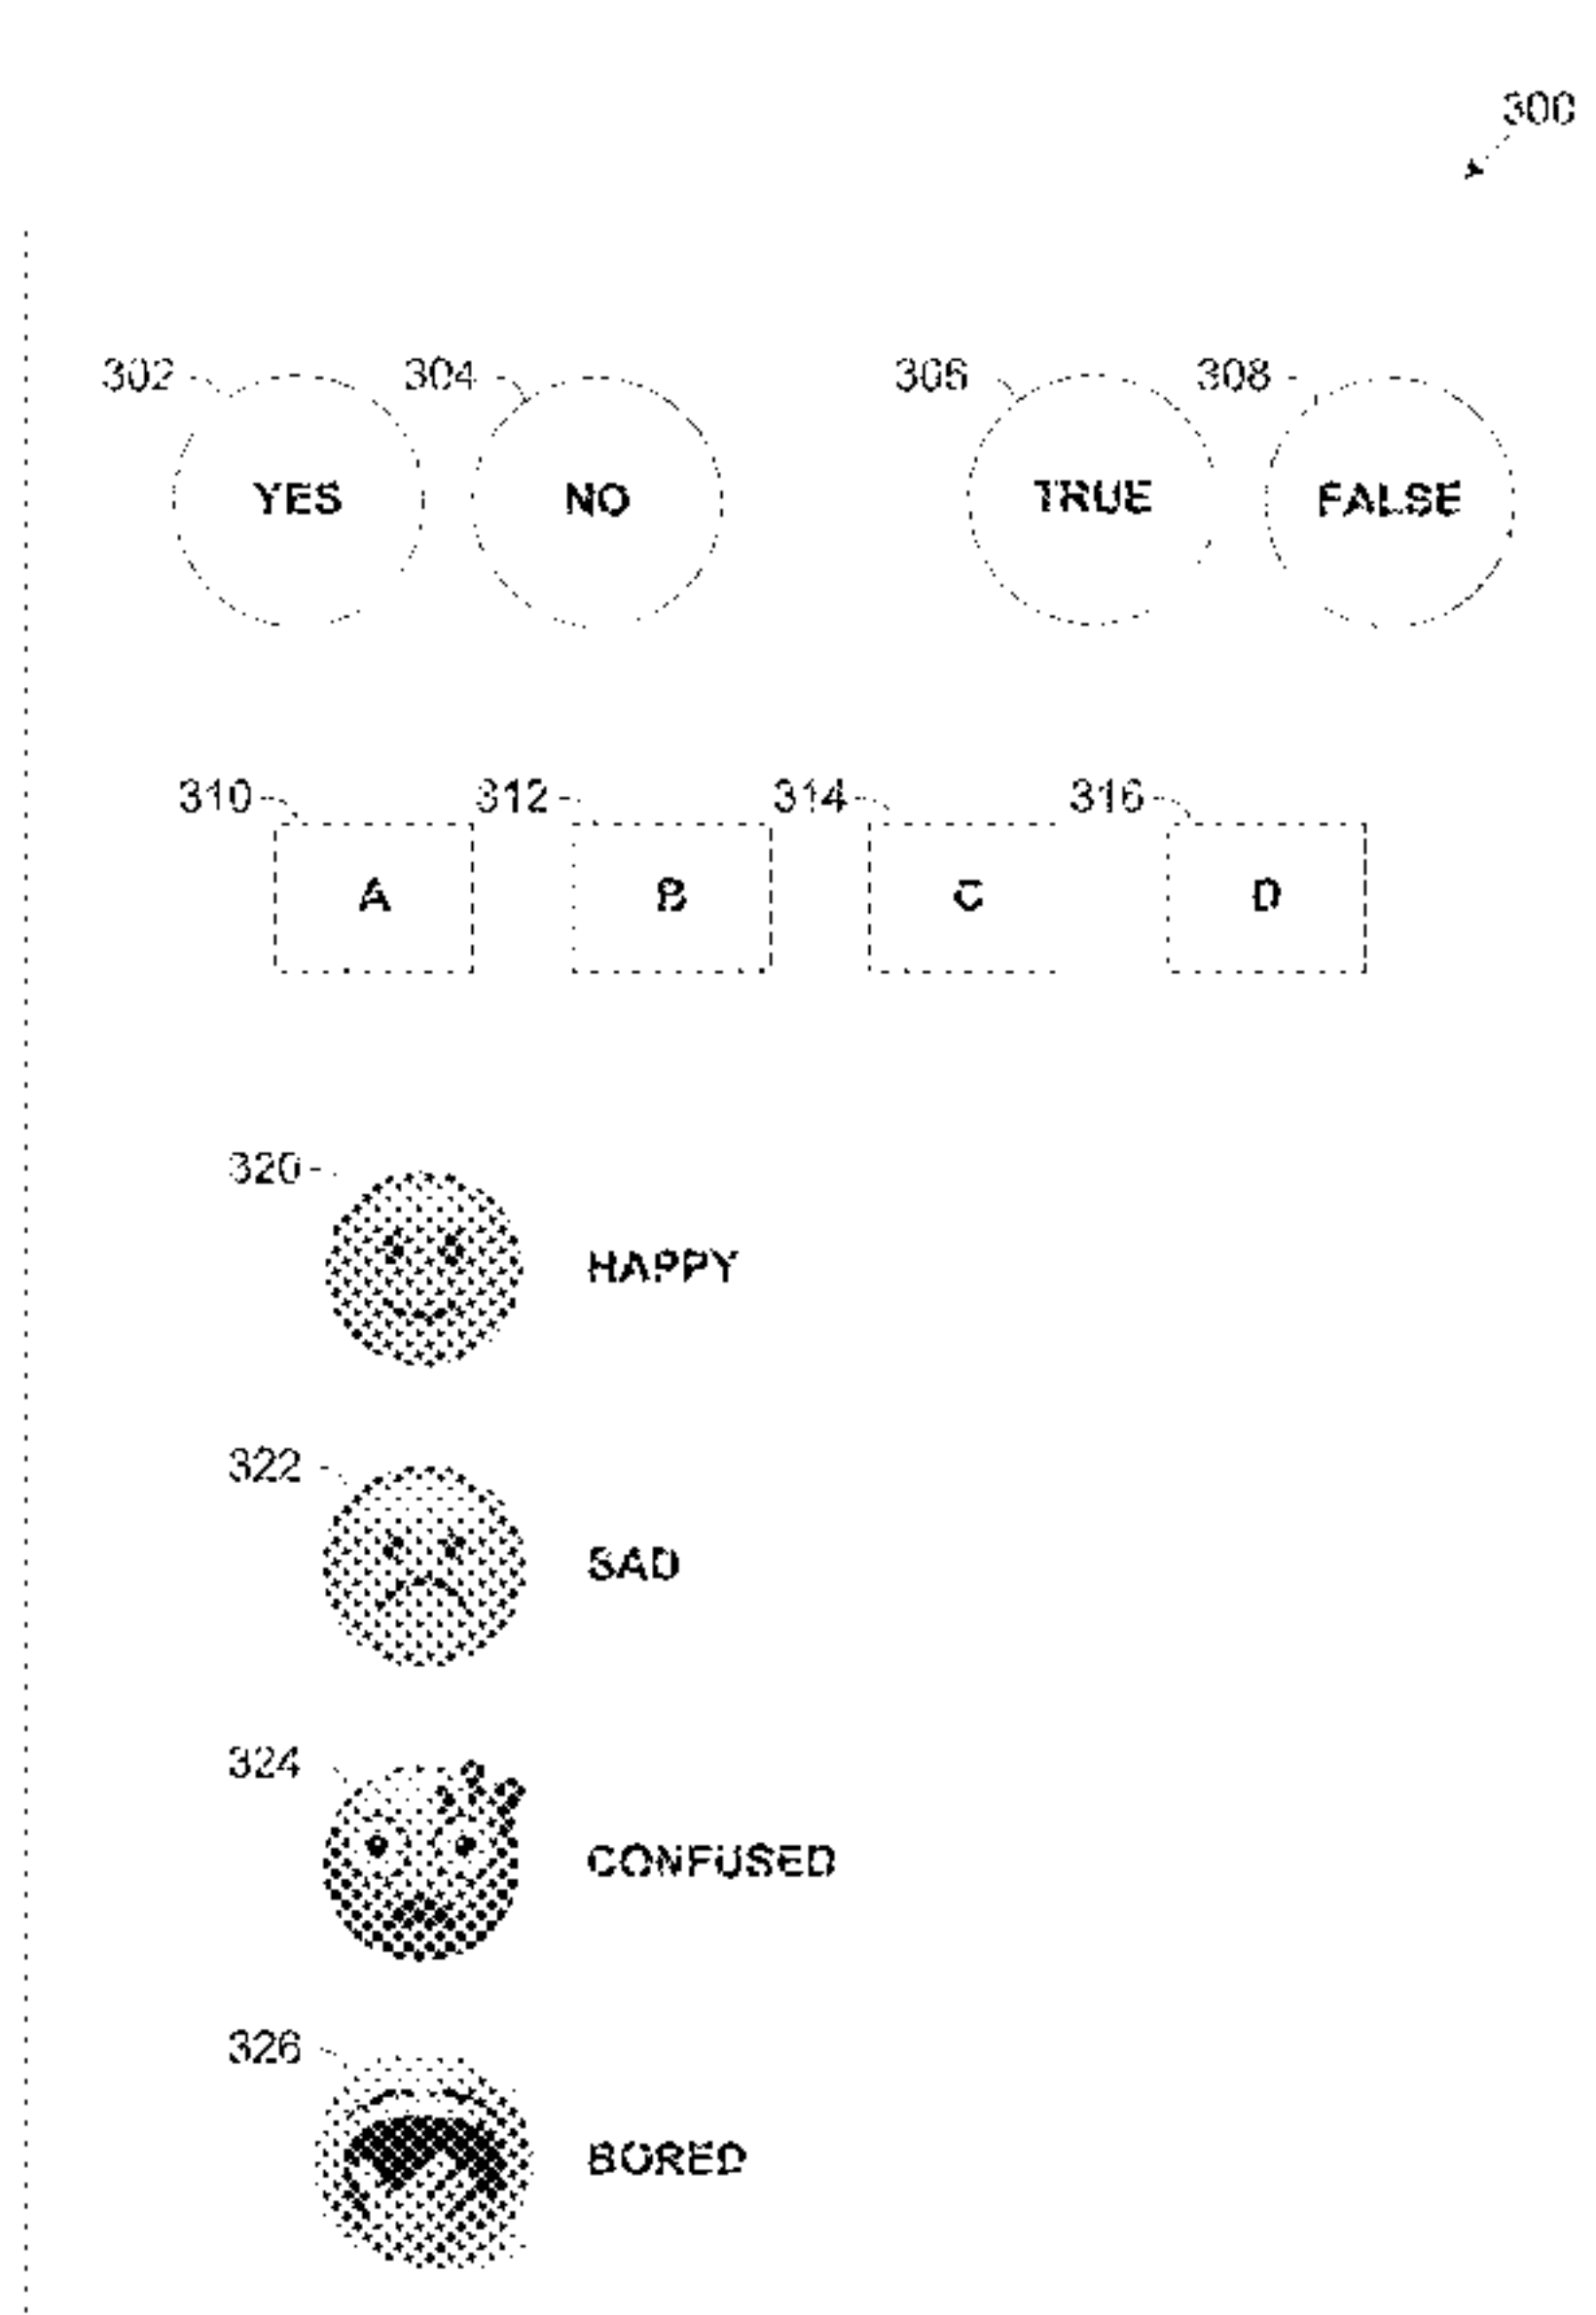 300
302 304 306 308
YES NO TRUE FALSE
310 312 314 316
A B C D
320
HAPPY
322
SAD
324
CONFUSED
326
BORED